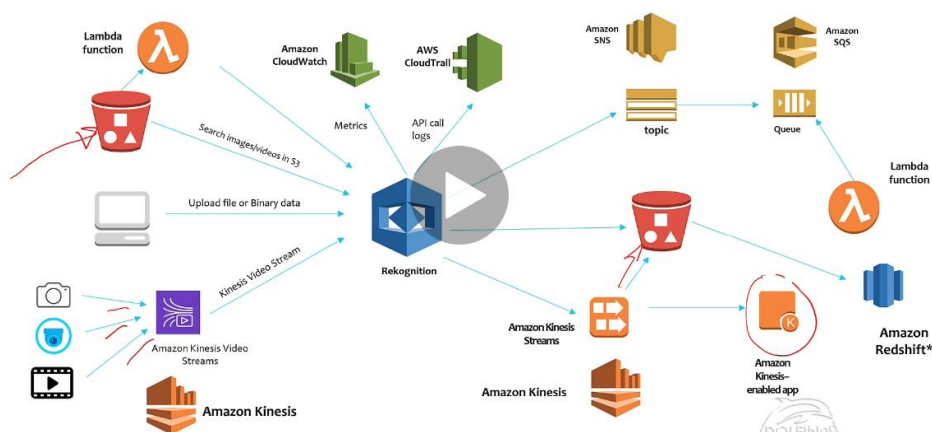 Lambda
function
Amazon
CloudWatch
AWS
CloudTrail
Amazon
SNS
Amazon
SQS
Metrics
API call
logs
Search images/videos in S3
topic
Queue
Lambda
function
Upload file or Binary data
Rekognition
Kinesis Video Stream
Amazon Kinesis Video
Streams
Amazon Kinesis
Amazon Kinesis
Streams
Amazon Kinesis
K
Amazon
Kinesis–
enabled app
Amazon
Redshift*